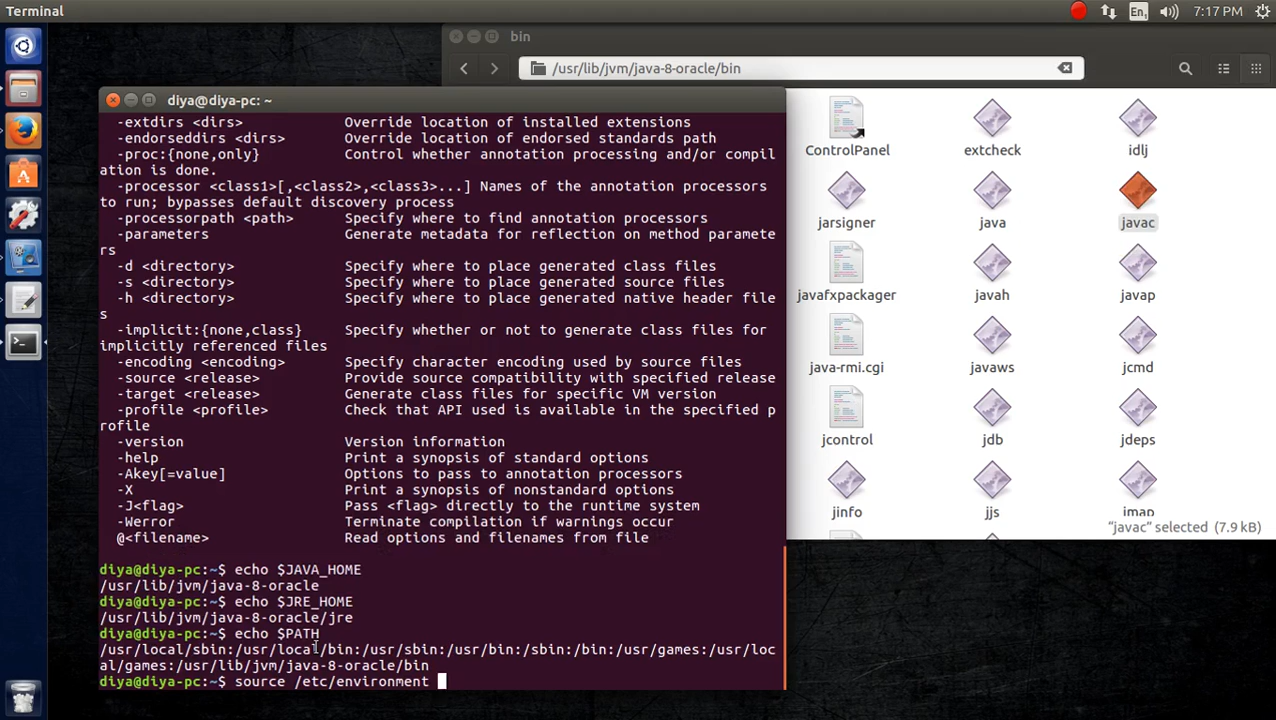 Terminal
En₁
7:17 PM
bin
/usr/lib/jvm/java-8-oracle/bin
diya@diya-pc: ~
-extdirs <dirs> Override location of installed extensions
-endorseddirs <dirs> Override location of endorsed standards path
-proc:{none,only} Control whether annotation processing and/or compil
ation is done.
-processor <class1>[,<class2>,<class3>...] Names of the annotation processors
to run; bypasses default discovery process
-processorpath <path> Specify where to find annotation processors
-parameters Generate metadata for reflection on method paramete
rs
-d <directory> Specify where to place generated class files
-s <directory> Specify where to place generated source files
-h <directory> Specify where to place generated native header file
s
-implicit:{none,class} Specify whether or not to generate class files for
implicitly referenced files
-encoding <encoding> Specify character encoding used by source files
-source <release> Provide source compatibility with specified release
-target <release> Generate class files for specific VM version
-profile <profile> Check that API used is available in the specified p
rofile
-version Version information
-help Print a synopsis of standard options
-Akey[=value] Options to pass to annotation processors
-X Print a synopsis of nonstandard options
-J<flag> Pass <flag> directly to the runtime system
-Werror Terminate compilation if warnings occur
@<filename> Read options and filenames from file
diya@diya-pc:~$ echo $JAVA_HOME
/usr/lib/jvm/java-8-oracle
diya@diya-pc:~$ echo $JRE_HOME
/usr/lib/jvm/java-8-oracle/jre
diya@diya-pc:~$ echo $PATH
/usr/local/sbin:/usr/local/bin:/usr/sbin:/usr/bin:/sbin:/bin:/usr/games:/usr/loc
al/games:/usr/lib/jvm/java-8-oracle/bin
diya@diya-pc:~$ source /etc/environment
ControlPanel extcheck idlj
jarsigner java javac
javafxpackager javah javap
java-rmi.cgi javaws jcmd
jcontrol jdb jdeps
jinfo jjs jmap
"javac" selected (7.9 kB)